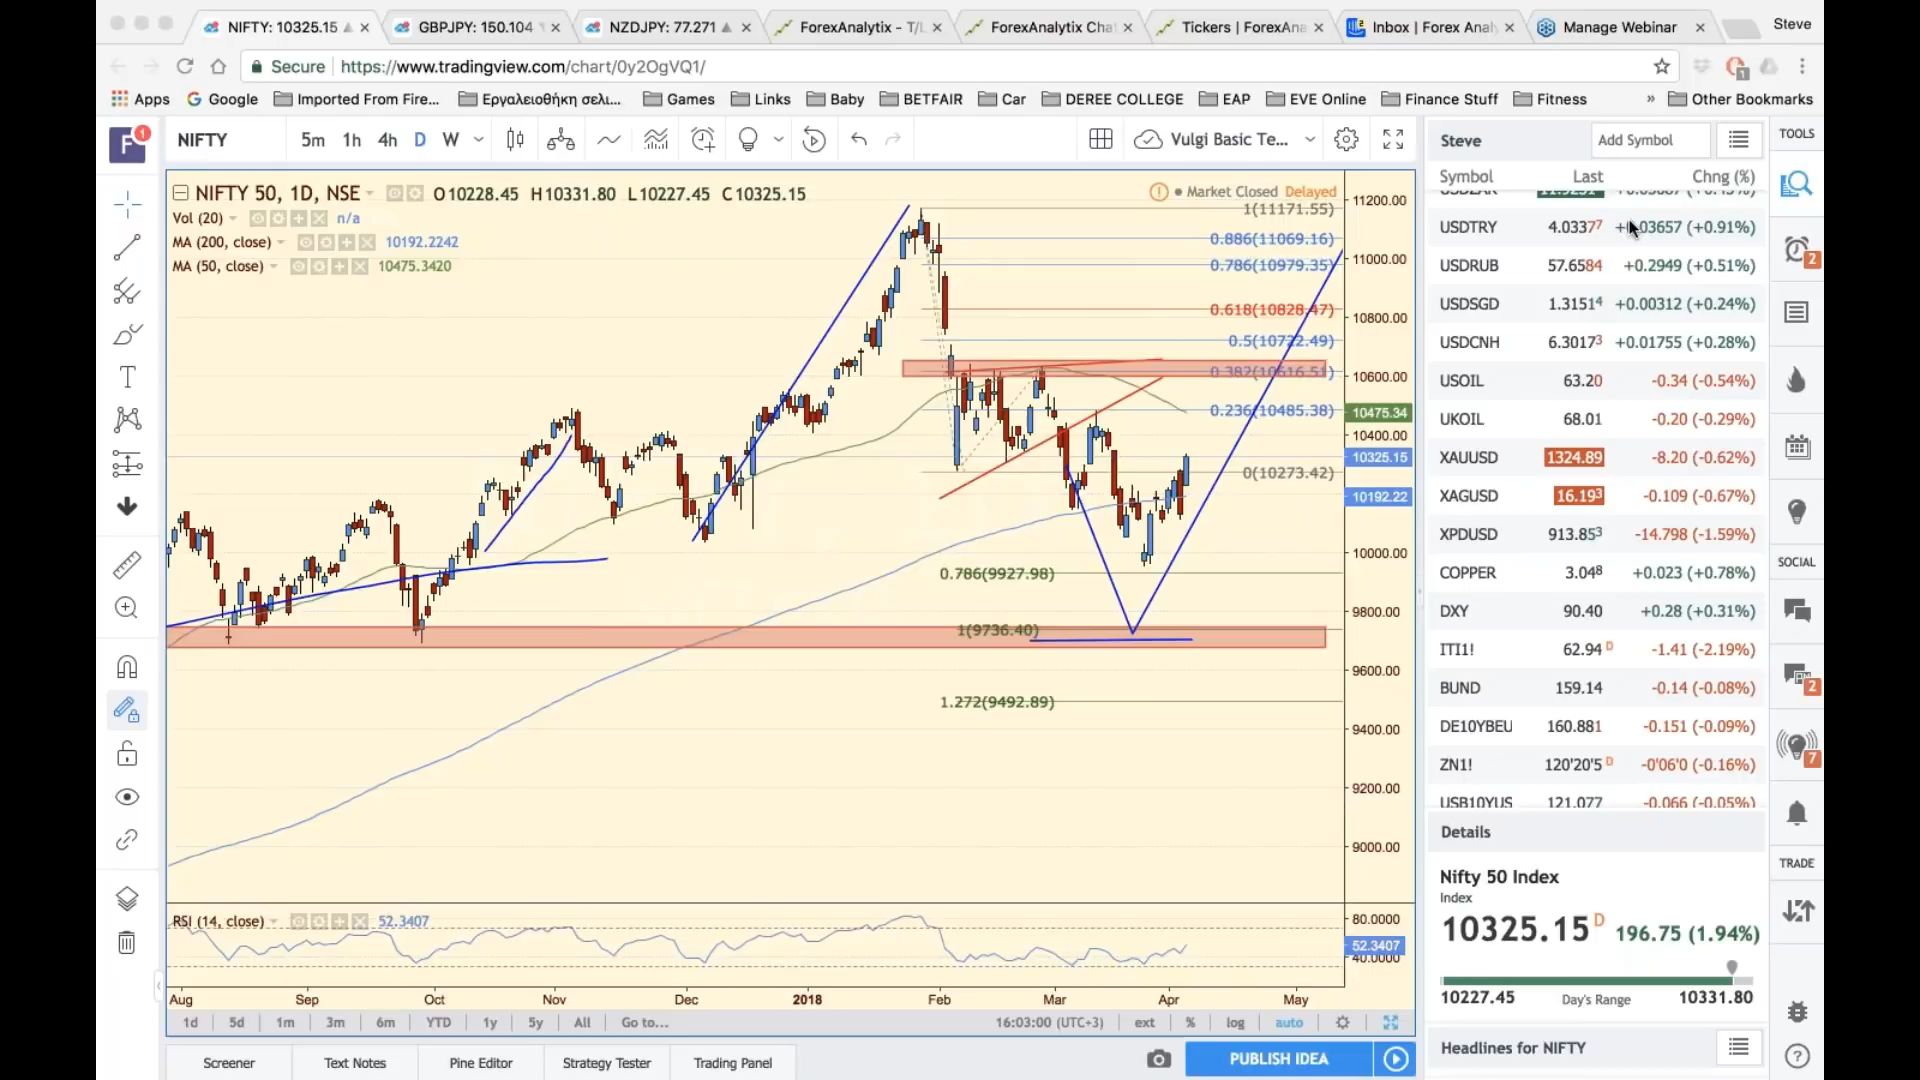 NIFTY: 10325.15
GBPJPY: 150.104
NZDJPY: 77.271
ForexAnalytix - T/L
ForexAnalytix Cha
Tickers | ForexAna
Inbox | Forex Analy
Manage Webinar
Steve
Secure
https://www.tradingview.com/chart/0y2OgVQ1/
Apps
Google
Imported From Fire...
Εργαλειοθήκη σελι...
Games
Links
Baby
BETFAIR
Car
DEREE COLLEGE
EAP
EVE Online
Finance Stuff
Fitness
»
Other Bookmarks
F 1
NIFTY
5m 1h 4h D W
Vulgi Basic Te...
Steve
Add Symbol
TOOLS
NIFTY 50, 1D, NSE
O10228.45 H10331.80 L10227.45 C10325.15
Market Closed Delayed
Vol (20) n/a
MA (200, close) 10192.2242
MA (50, close) 10475.3420
1(11171.55)
0.886(11069.16)
0.786(10979.35)
0.618(10828.47)
0.5(10722.49)
0.382(10616.51)
0.236(10485.38)
0(10273.42)
0.786(9927.98)
1(9736.40)
1.272(9492.89)
11200.00
11000.00
10800.00
10600.00
10475.34
10400.00
10325.15
10192.22
10000.00
9800.00
9600.00
9400.00
9200.00
9000.00
RSI (14, close) 52.3407
80.0000
52.3407
40.0000
Aug Sep Oct Nov Dec 2018 Feb Mar Apr May
1d 5d 1m 3m 6m YTD 1y 5y All Go to...
16:03:00 (UTC+3) ext % log auto
Screener
Text Notes
Pine Editor
Strategy Tester
Trading Panel
PUBLISH IDEA
Symbol Last Chng (%)
USDTRY 4.03377 +0.03657 (+0.91%)
USDRUB 57.6584 +0.2949 (+0.51%)
USDSGD 1.3151⁴ +0.00312 (+0.24%)
USDCNH 6.3017³ +0.01755 (+0.28%)
USOIL 63.20 -0.34 (-0.54%)
UKOIL 68.01 -0.20 (-0.29%)
XAUUSD 1324.89 -8.20 (-0.62%)
XAGUSD 16.19³ -0.109 (-0.67%)
XPDUSD 913.85³ -14.798 (-1.59%)
COPPER 3.04⁸ +0.023 (+0.78%)
DXY 90.40 +0.28 (+0.31%)
ITI1! 62.94 D -1.41 (-2.19%)
BUND 159.14 -0.14 (-0.08%)
DE10YBEU 160.881 -0.151 (-0.09%)
ZN1! 120'20'5 D -0'06'0 (-0.16%)
USB10YUS 121.077 -0.066 (-0.05%)
Details
Nifty 50 Index
Index
10325.15 D 196.75 (1.94%)
10227.45 Day's Range 10331.80
Headlines for NIFTY
2
SOCIAL
2
7
TRADE